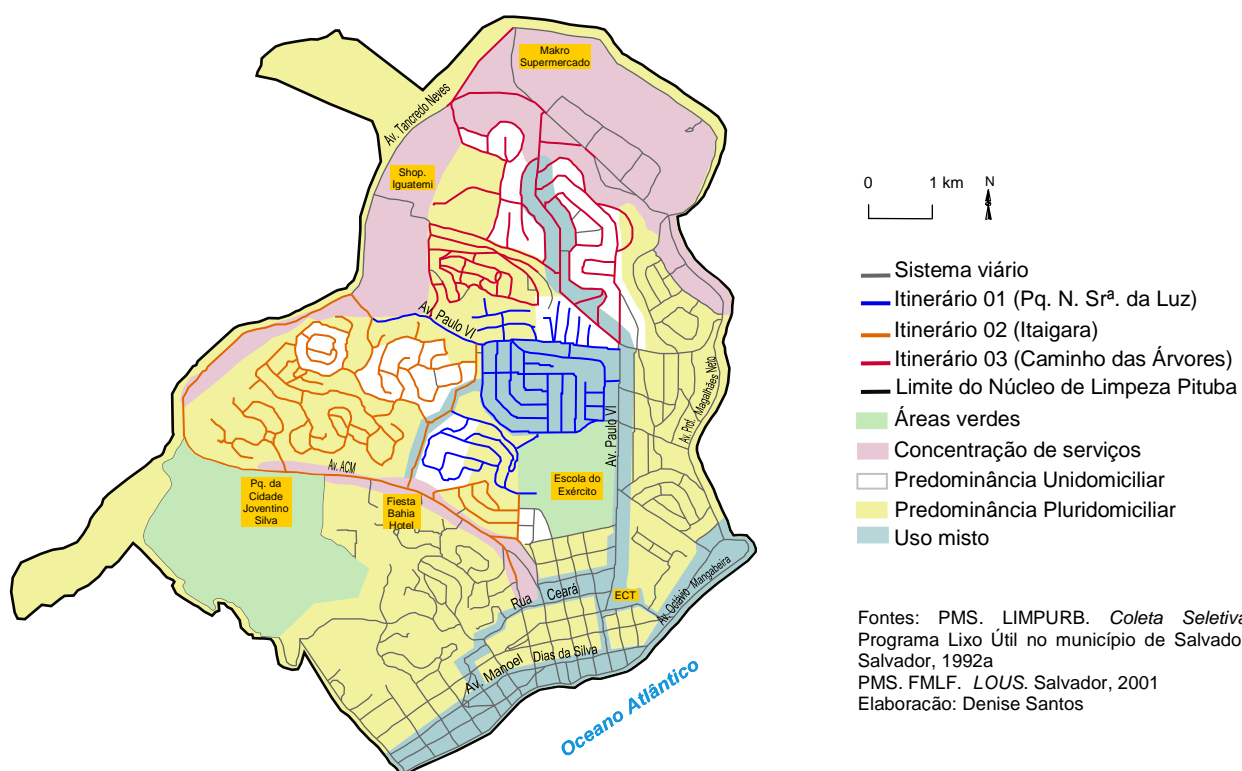 Makro
Supermercado
Av. Tancredo Neves
Shop.
Iguatemi
Av. Paulo VI
Av. Prof. Magalhães Neto
Av. Paulo VI
Av. ACM
Pq. da
Cidade
Joventino
Silva
Fiesta
Bahia
Hotel
Escola do
Exército
Rua Ceará
ECT
Av. Octávio Mangabeira
Av. Manoel Dias da Silva
Oceano Atlântico
0 1 km
N
Sistema viário
Itinerário 01 (Pq. N. Srª. da Luz)
Itinerário 02 (Itaigara)
Itinerário 03 (Caminho das Árvores)
Limite do Núcleo de Limpeza Pituba
Áreas verdes
Concentração de serviços
Predominância Unidomiciliar
Predominância Pluridomiciliar
Uso misto
Fontes: PMS. LIMPURB. Coleta Seletiva
Programa Lixo Útil no município de Salvado
Salvador, 1992a
PMS. FMLF. LOUS. Salvador, 2001
Elaboracão: Denise Santos